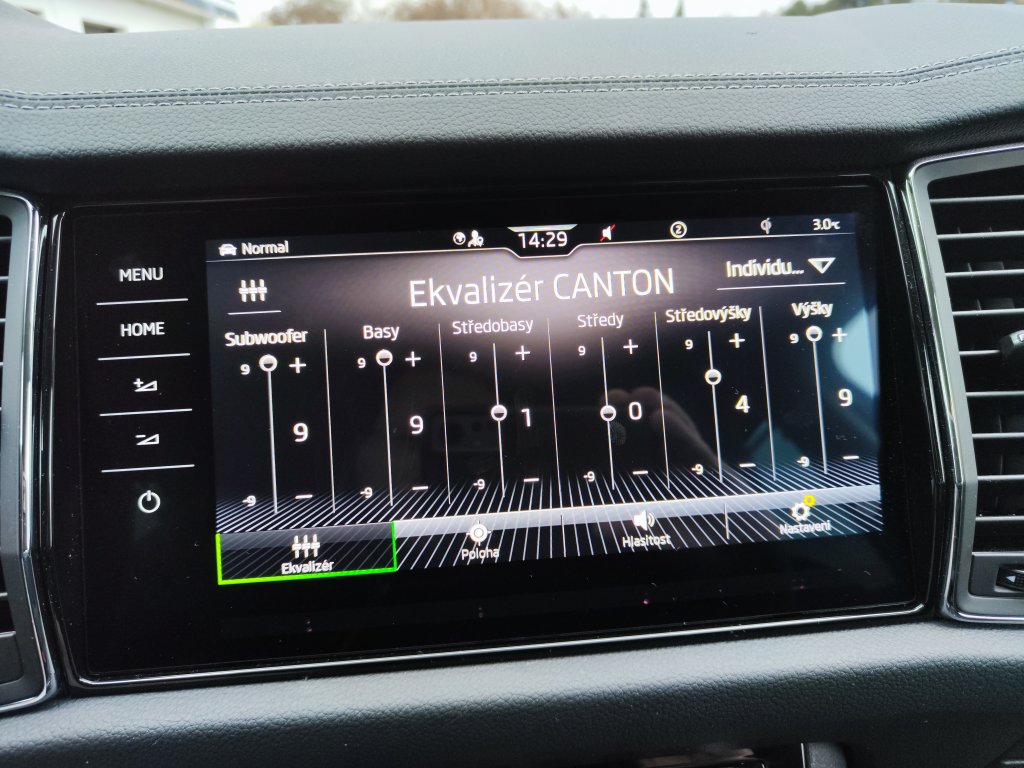 Normal
14:29
2
3.0°C
MENU
HOME
Ekvalizér CANTON
Individu...
Subwoofer
Basy
Středobasy
Středy
Středovýšky
Výšky
9 + 9 + 9 + 9 + 9 + 9 +
9 9 1 0 4 9
-9 − -9 − -9 − -9 − -9 − -9 −
Ekvalizér
Poloha
Hlasitost
Nastavení